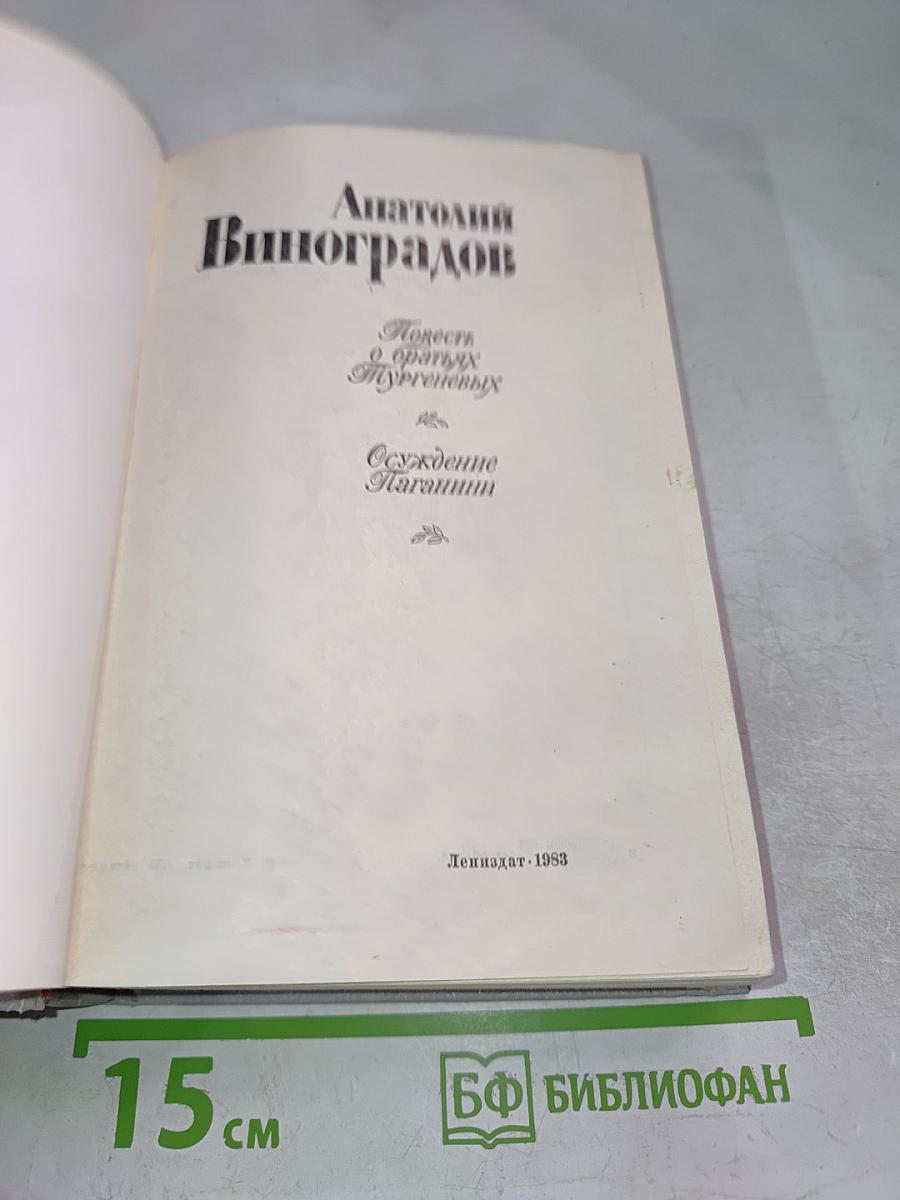 Анатолий
Виноградов
Повесть
о братьях
Тургеневых
Осуждение
Паганини
Лениздат · 1983
15 см
БФ БИБЛИОФАН